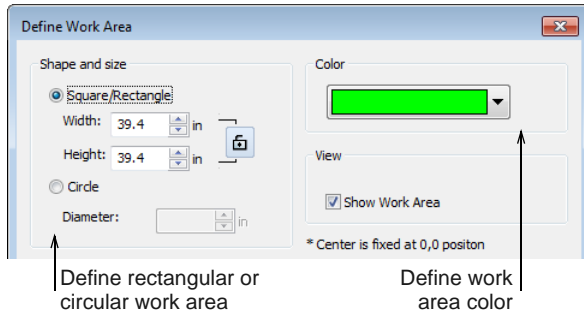 Define Work Area
Shape and size
Square/Rectangle
Width: 39.4 in
Height: 39.4 in
Circle
Diameter: in
Color
View
Show Work Area
* Center is fixed at 0,0 positon
Define rectangular or
circular work area
Define work
area color